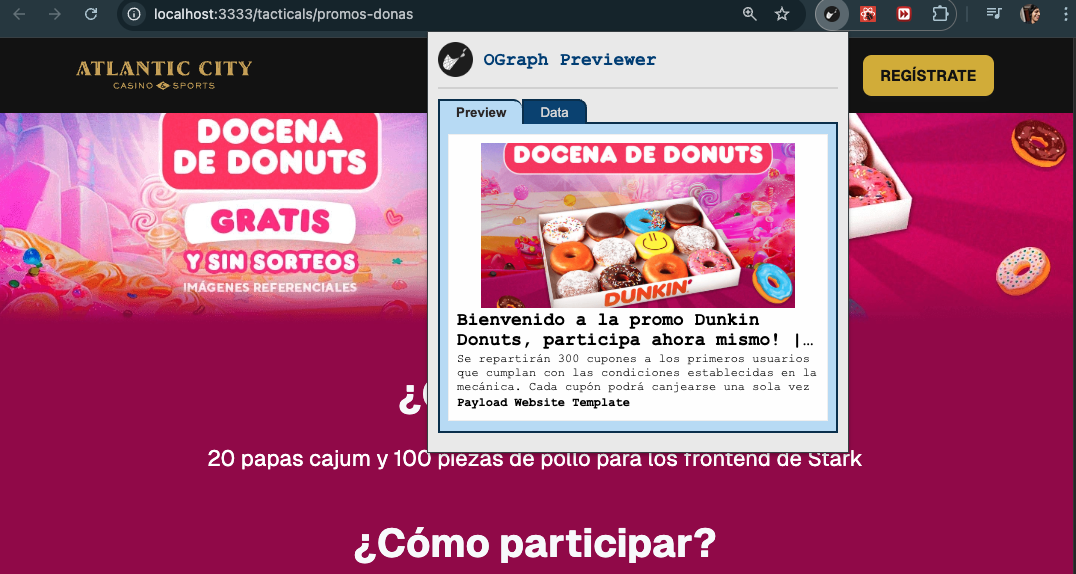 localhost:3333/tacticals/promos-donas
ATLANTIC CITY
CASINO SPORTS
REGÍSTRATE
OGraph Previewer
Preview
Data
DOCENA
DE DONUTS
GRATIS
Y SIN SORTEOS
IMÁGENES REFERENCIALES
DOCENA DE DONUTS
DUNKIN'
Bienvenido a la promo Dunkin
Donuts, participa ahora mismo! |…
Se repartirán 300 cupones a los primeros usuarios
que cumplan con las condiciones establecidas en la
mecánica. Cada cupón podrá canjearse una sola vez
Payload Website Template
20 papas cajum y 100 piezas de pollo para los frontend de Stark
¿Cómo participar?